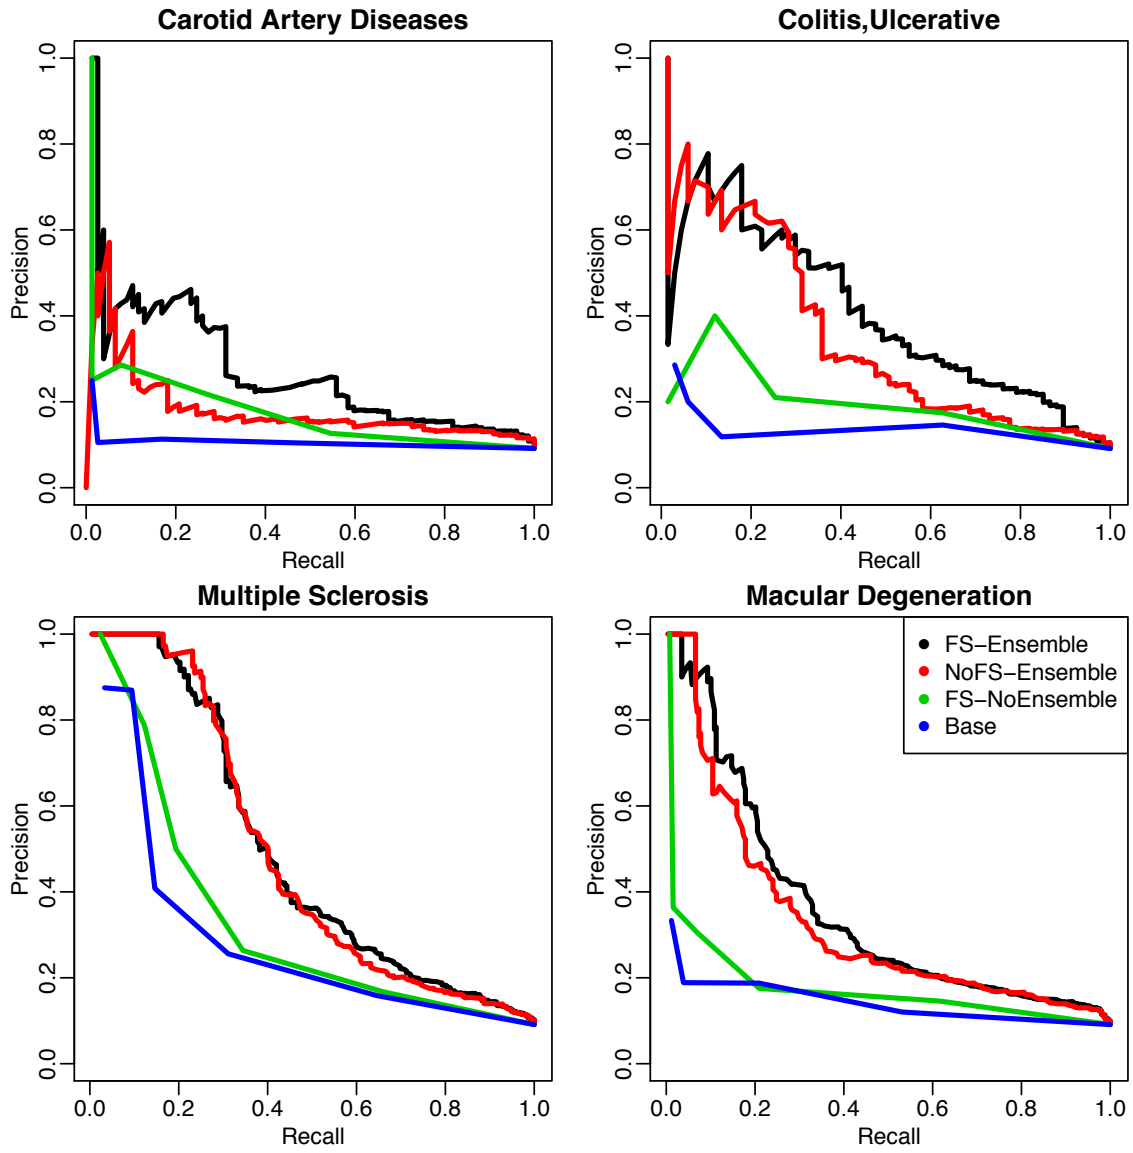 Carotid Artery Diseases
Precision
0.0 0.2 0.4 0.6 0.8 1.0
0.0 0.2 0.4 0.6 0.8 1.0
Recall
Colitis,Ulcerative
Precision
0.0 0.2 0.4 0.6 0.8 1.0
0.0 0.2 0.4 0.6 0.8 1.0
Recall
Multiple Sclerosis
Precision
0.0 0.2 0.4 0.6 0.8 1.0
0.0 0.2 0.4 0.6 0.8 1.0
Recall
Macular Degeneration
Precision
0.0 0.2 0.4 0.6 0.8 1.0
FS−Ensemble
NoFS−Ensemble
FS−NoEnsemble
Base
0.0 0.2 0.4 0.6 0.8 1.0
Recall